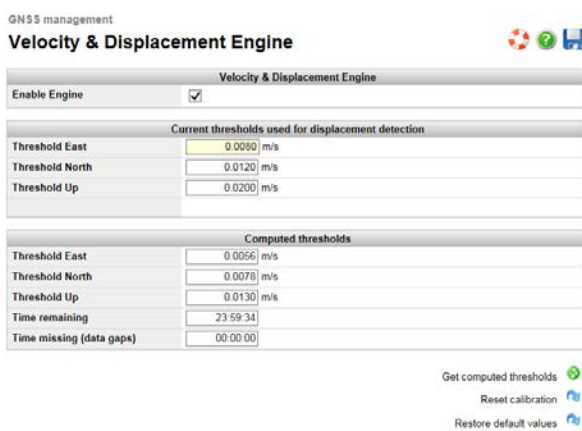 GNSS management
Velocity & Displacement Engine
Velocity & Displacement Engine
Enable Engine
Current thresholds used for displacement detection
Threshold East 0.0080 m/s
Threshold North 0.0120 m/s
Threshold Up 0.0200 m/s
Computed thresholds
Threshold East 0.0056 m/s
Threshold North 0.0078 m/s
Threshold Up 0.0130 m/s
Time remaining 23:59:34
Time missing (data gaps) 00:00:00
Get computed thresholds
Reset calibration
Restore default values